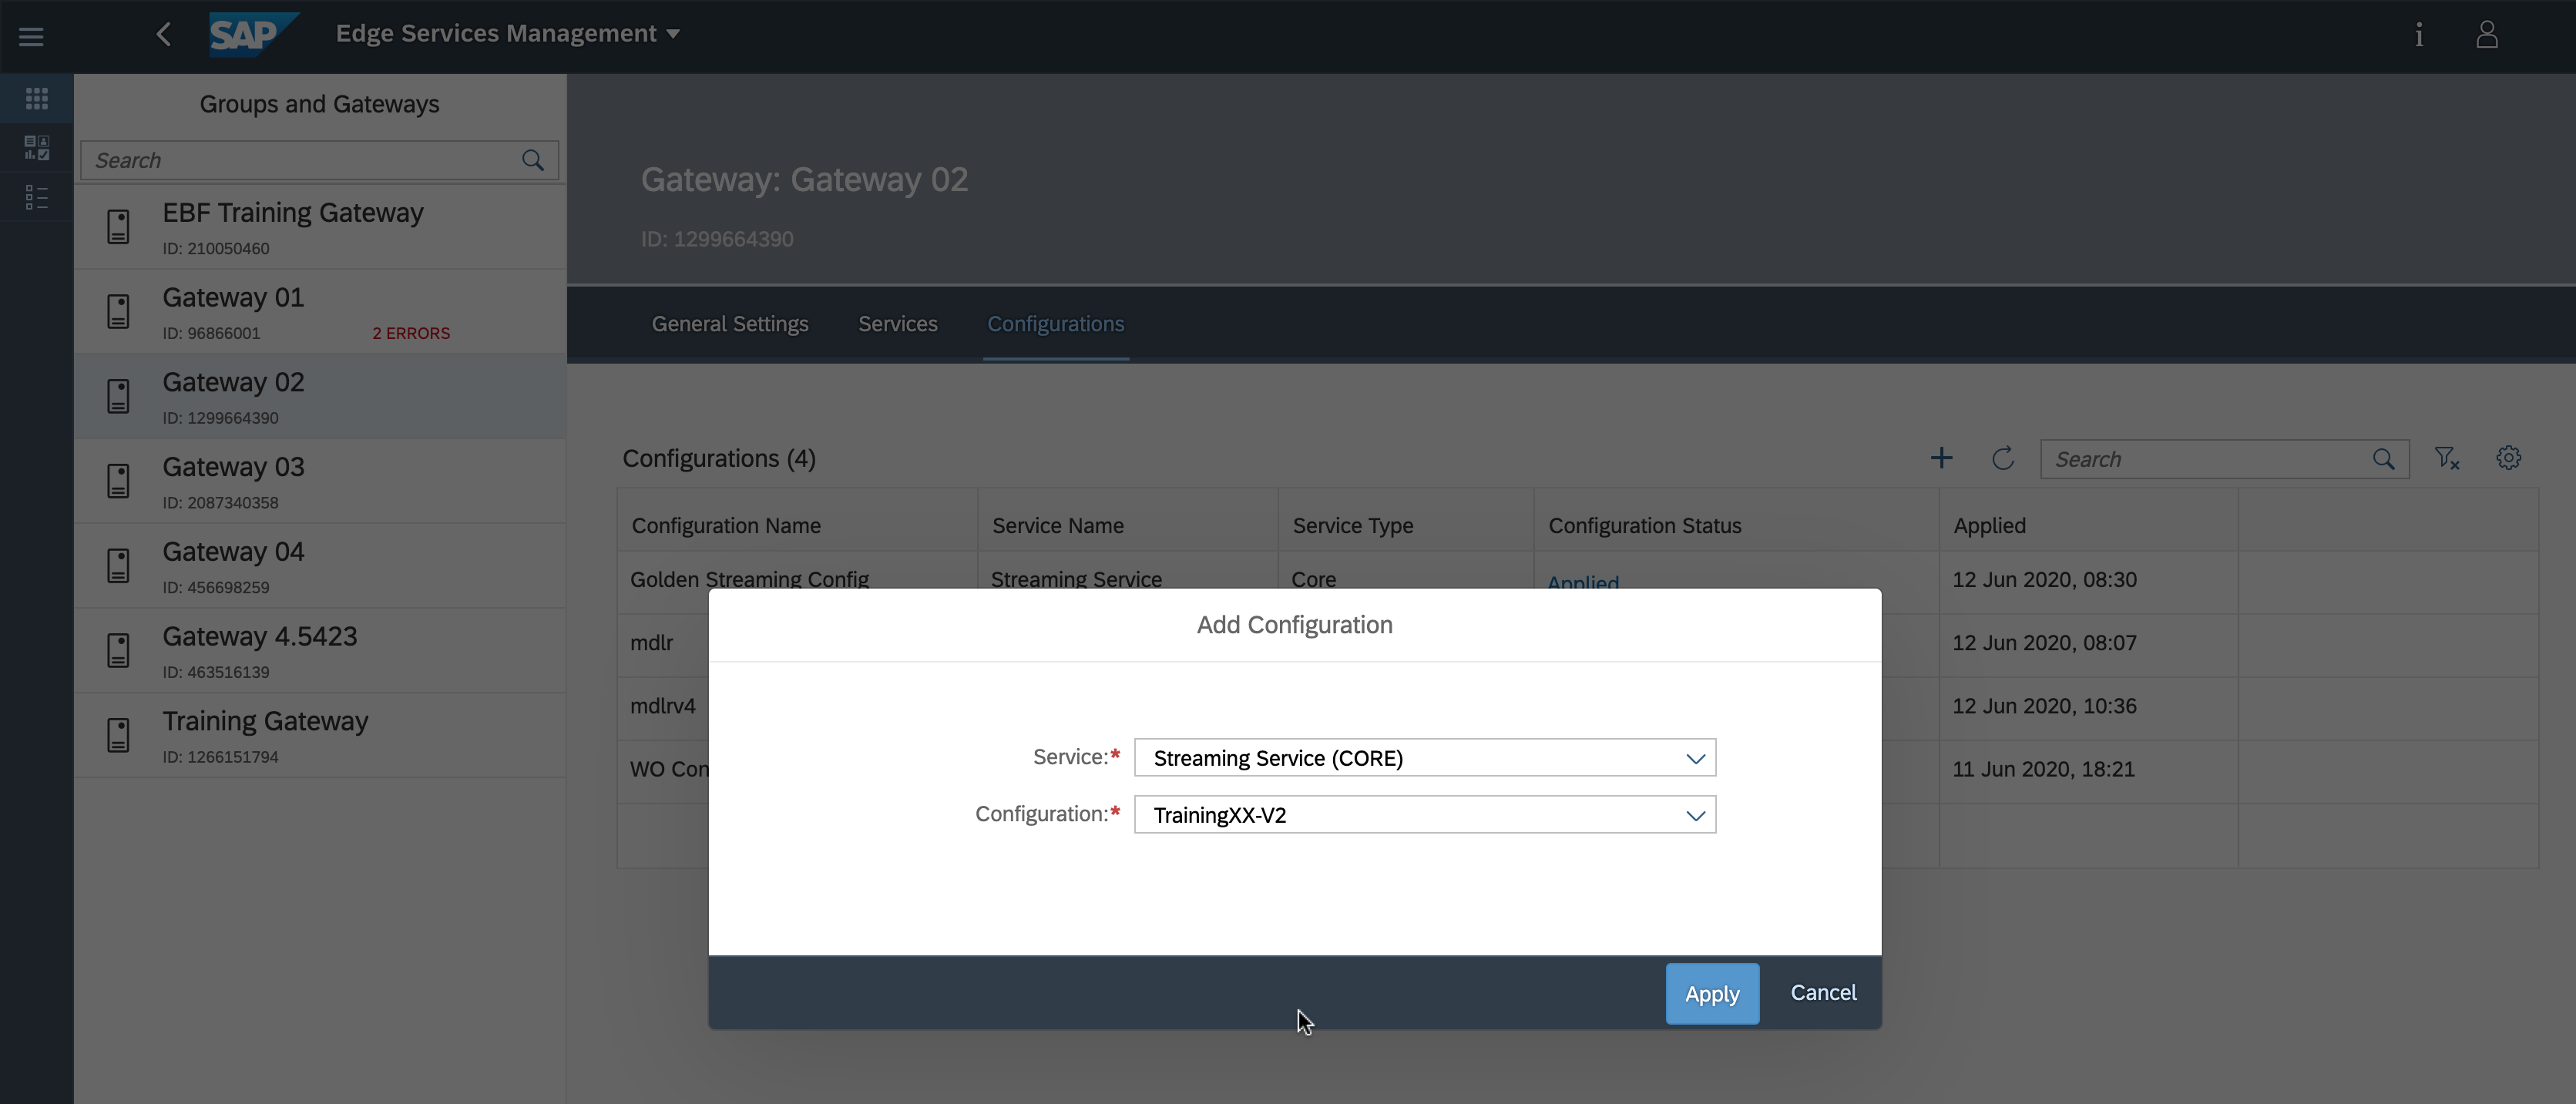 SAP
Edge Services Management
Groups and Gateways
Search
EBF Training Gateway
ID: 210050460
Gateway 01
ID: 96866001 2 ERRORS
Gateway 02
ID: 1299664390
Gateway 03
ID: 2087340358
Gateway 04
ID: 456698259
Gateway 4.5423
ID: 463516139
Training Gateway
ID: 1266151794
Gateway: Gateway 02
ID: 1299664390
General Settings Services Configurations
Configurations (4)
Search
Configuration Name Service Name Service Type Configuration Status Applied
Golden Streaming Config Streaming Service Core Applied 12 Jun 2020, 08:30
mdlr 12 Jun 2020, 08:07
mdlrv4 12 Jun 2020, 10:36
WO Con 11 Jun 2020, 18:21
Add Configuration
Service:* Streaming Service (CORE)
Configuration:* TrainingXX-V2
Apply Cancel